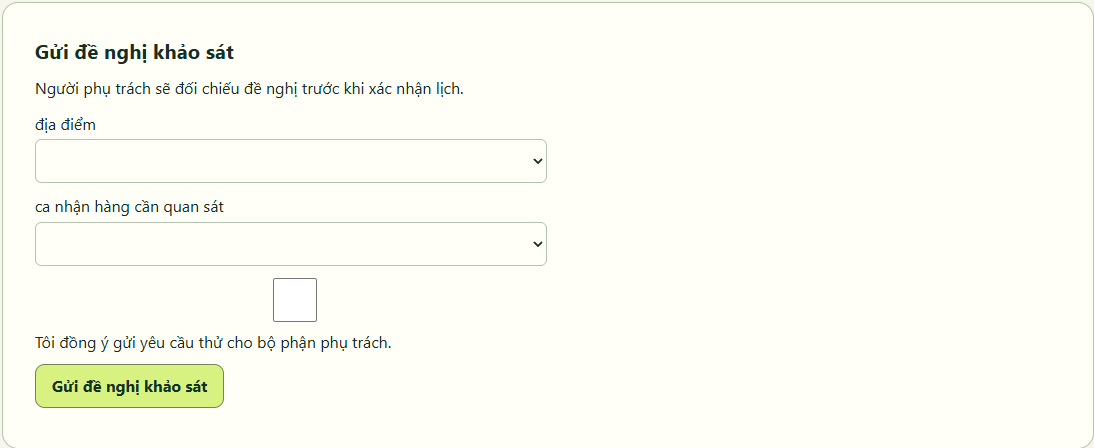 Gửi đề nghị khảo sát
Người phụ trách sẽ đối chiếu đề nghị trước khi xác nhận lịch.
địa điểm
ca nhận hàng cần quan sát
Tôi đồng ý gửi yêu cầu thử cho bộ phận phụ trách.
Gửi đề nghị khảo sát